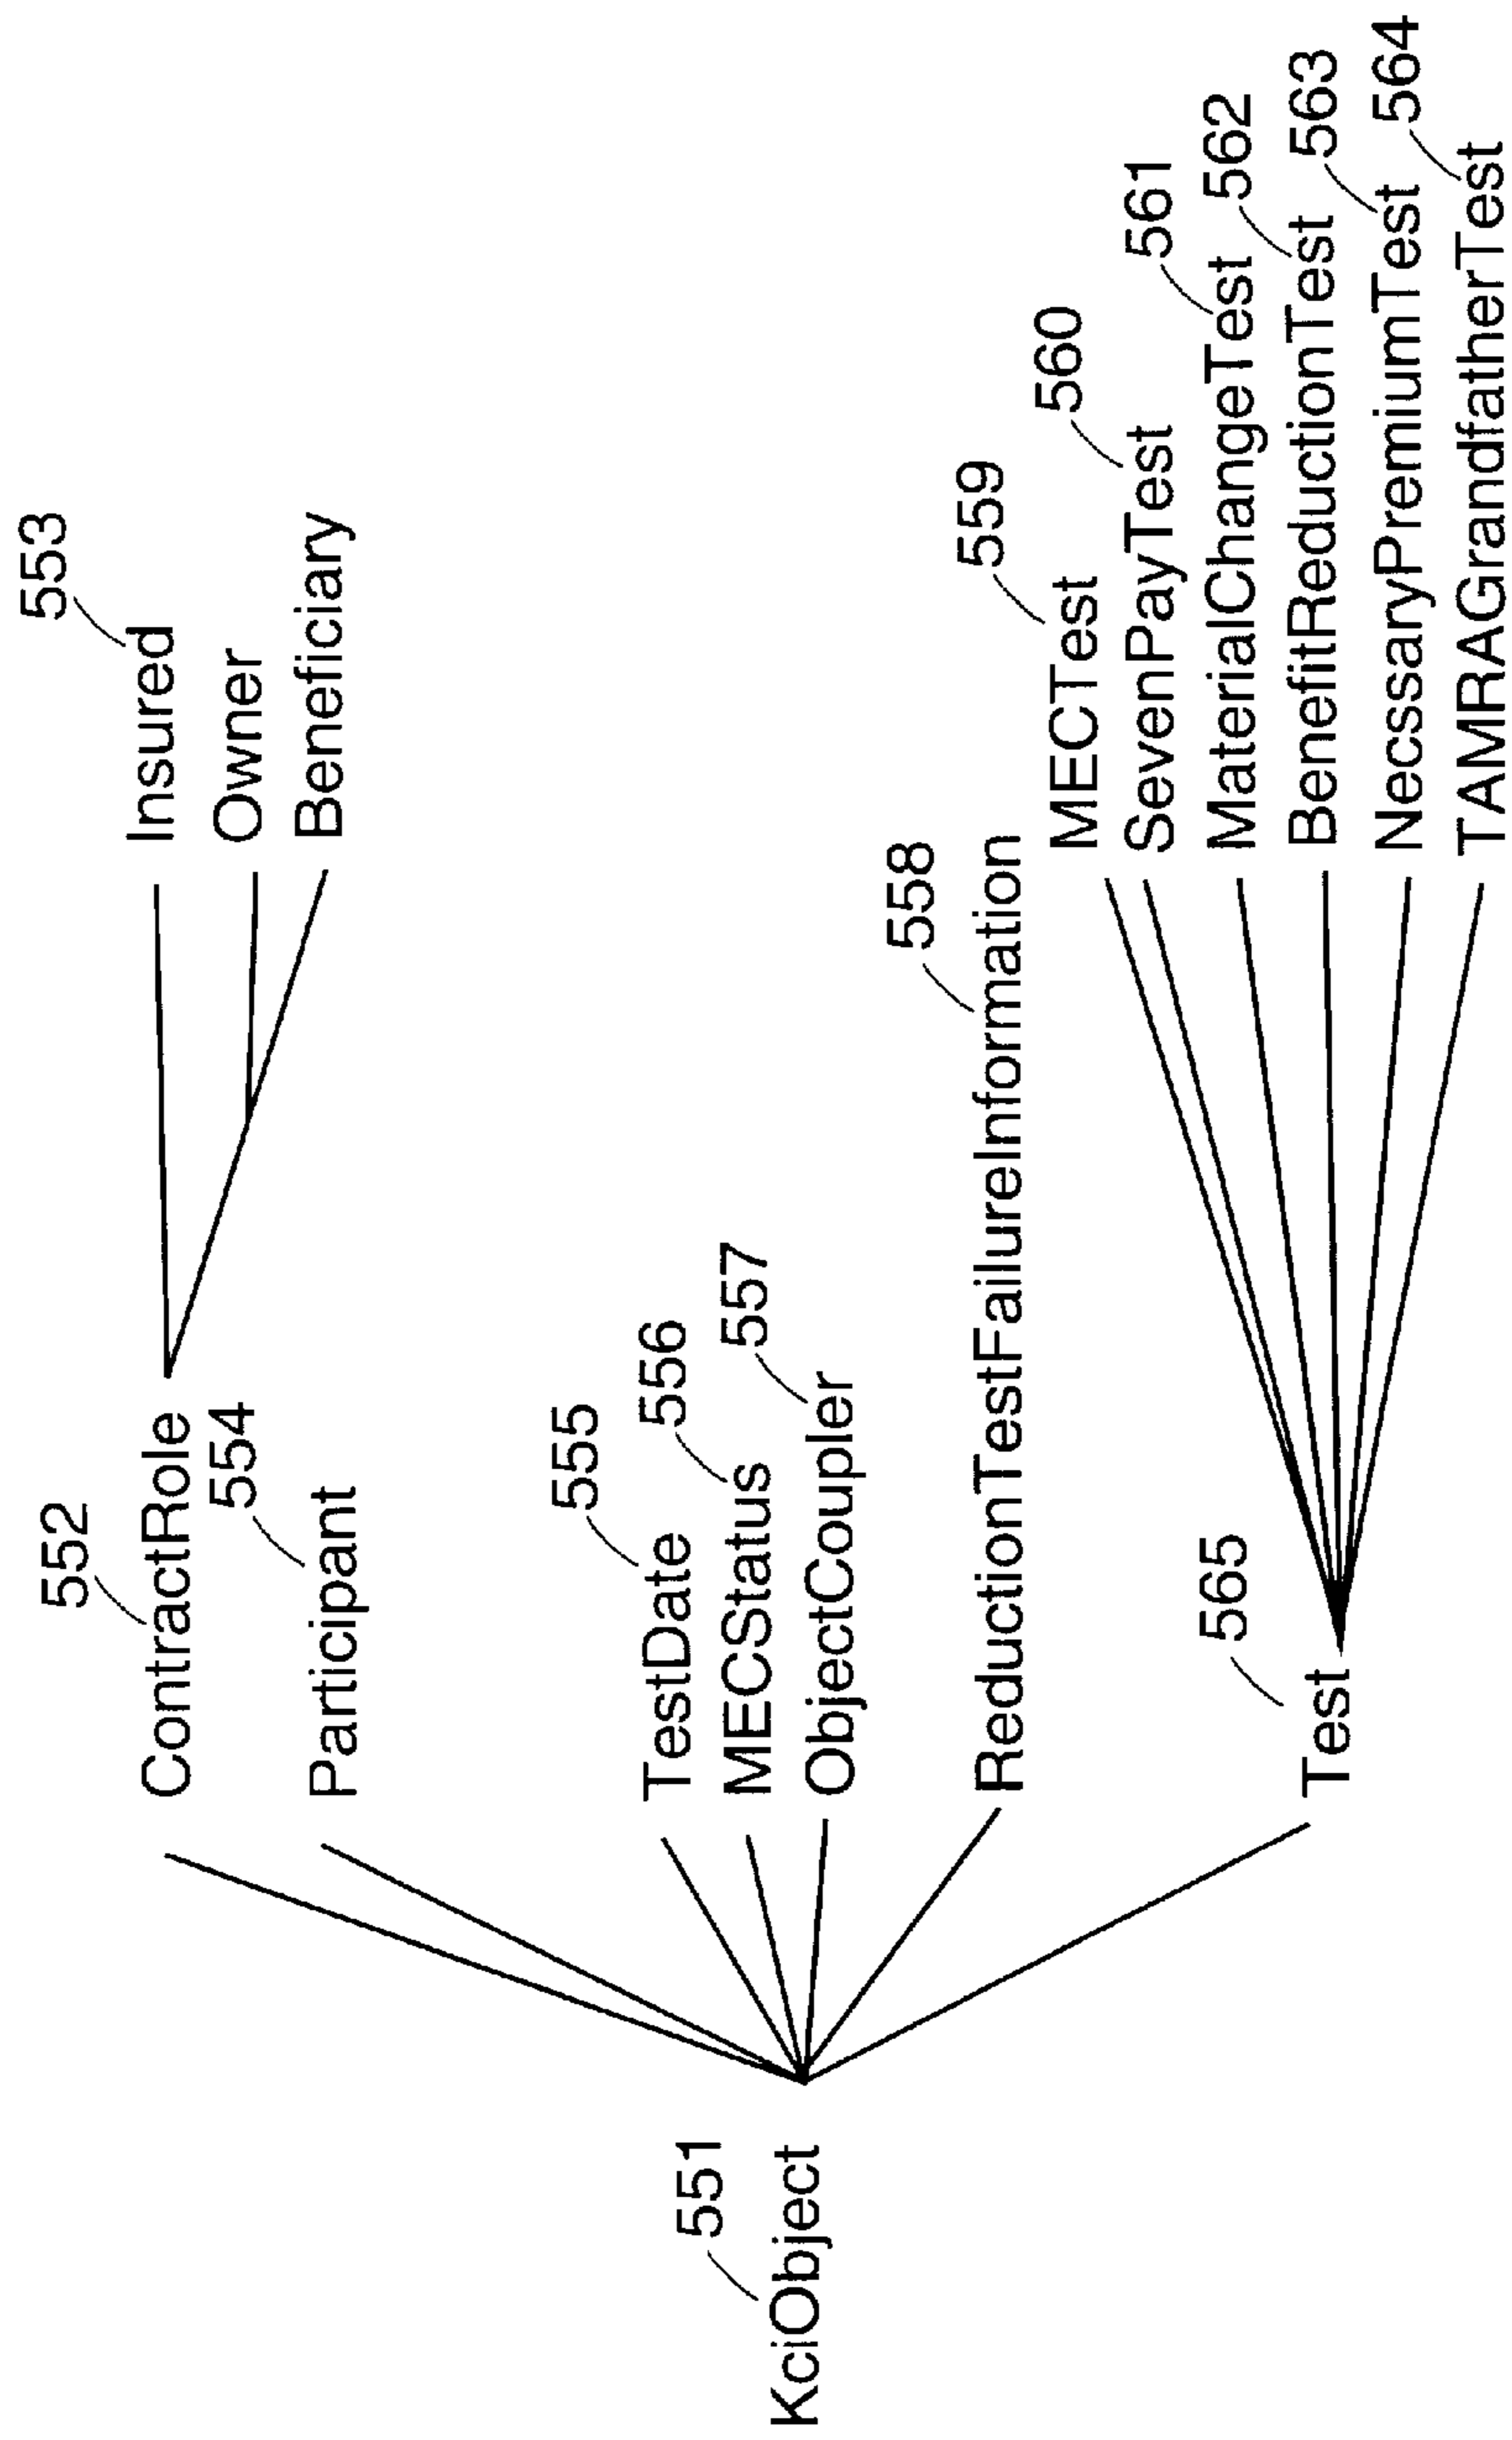 551
KciObject
552
ContractRole
553
Insured
Owner
Beneficiary
554
Participant
555
TestDate
556
MECStatus
557
ObjectCoupler
558
ReductionTestFailureInformation
565
Test
559
MECTest
560
SevenPayTest
561
MaterialChangeTest
562
BenefitReductionTest
563
NecssaryPremiumTest
564
TAMRAGrandfatherTest